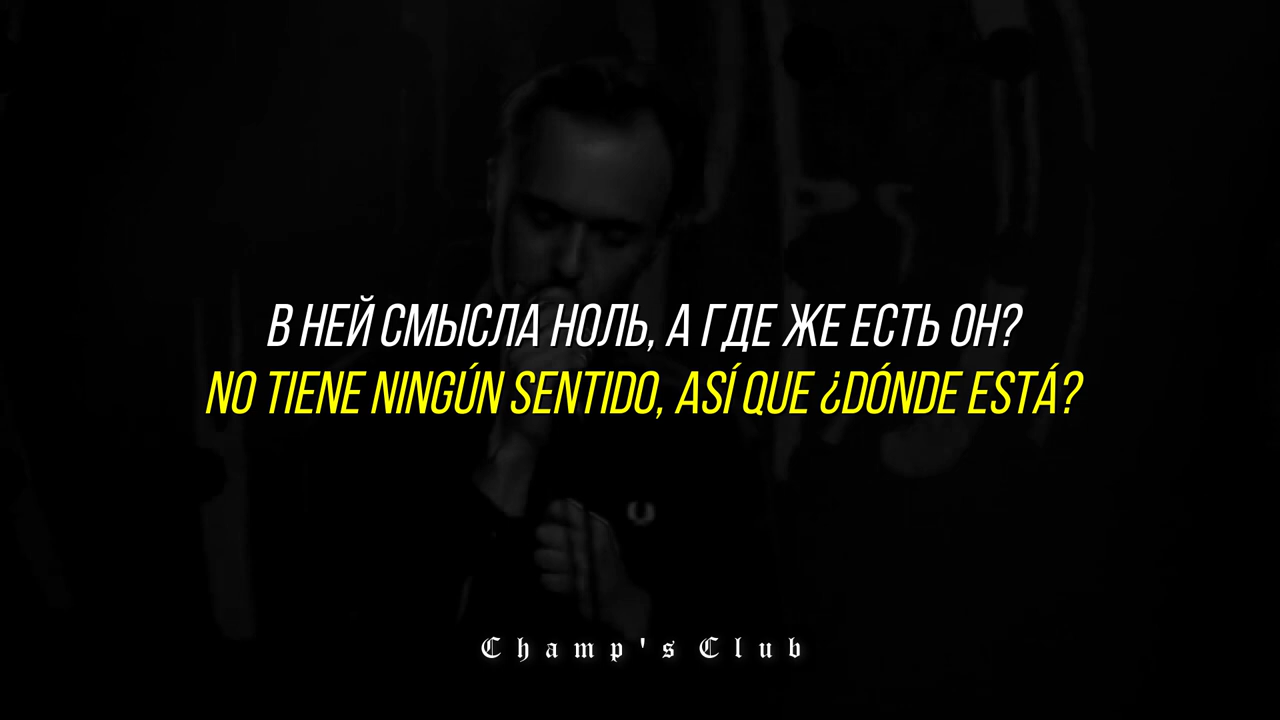 В НЕЙ СМЫСЛА НОЛЬ, А ГДЕ ЖЕ ЕСТЬ ОН?
NO TIENE NINGÚN SENTIDO, ASÍ QUE ¿DÓNDE ESTÁ?
Champ's Club